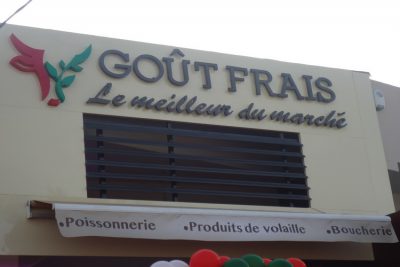 GOÛT FRAIS
Le meilleur du marché
•Poissonnerie •Produits de volaille •Boucherie